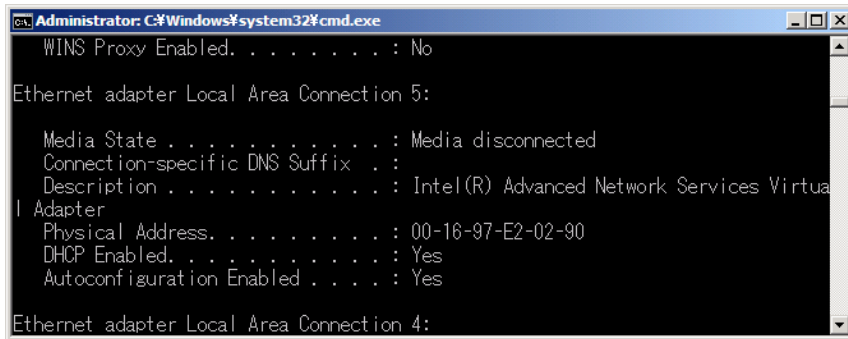 Administrator: C:¥Windows¥system32¥cmd.exe
WINS Proxy Enabled. . . . . . . . : No
Ethernet adapter Local Area Connection 5:
Media State . . . . . . . . . . . : Media disconnected
Connection-specific DNS Suffix  . :
Description . . . . . . . . . . . : Intel(R) Advanced Network Services Virtua
l Adapter
Physical Address. . . . . . . . . : 00-16-97-E2-02-90
DHCP Enabled. . . . . . . . . . . : Yes
Autoconfiguration Enabled . . . . : Yes
Ethernet adapter Local Area Connection 4: